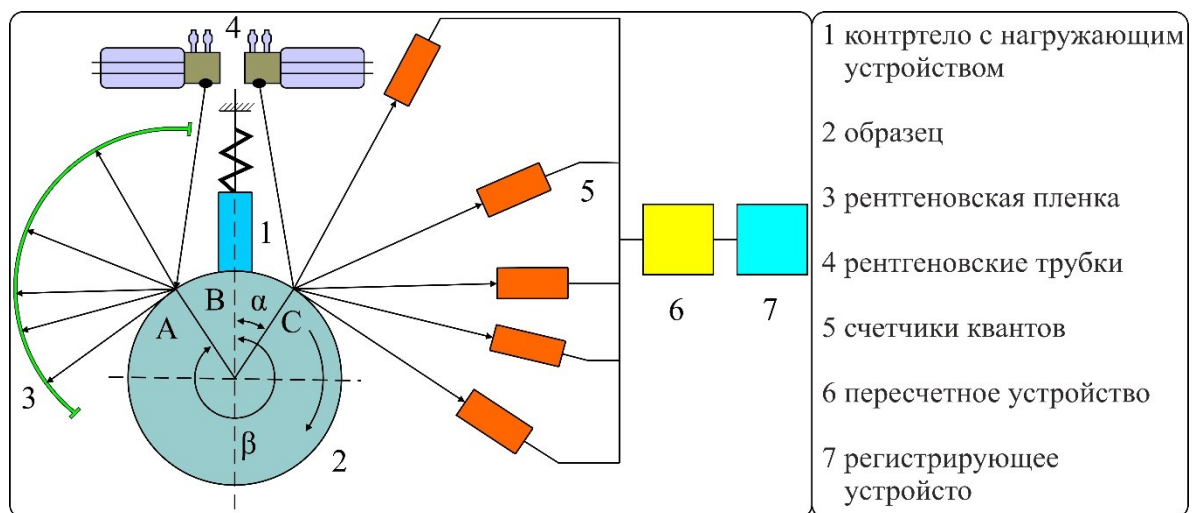 4
1
5
B
α
A
C
6
7
3
β
2
1 контртело с нагружающим
устройством
2 образец
3 рентгеновская пленка
4 рентгеновские трубки
5 счетчики квантов
6 пересчетное устройство
7 регистрирующее
устройсто